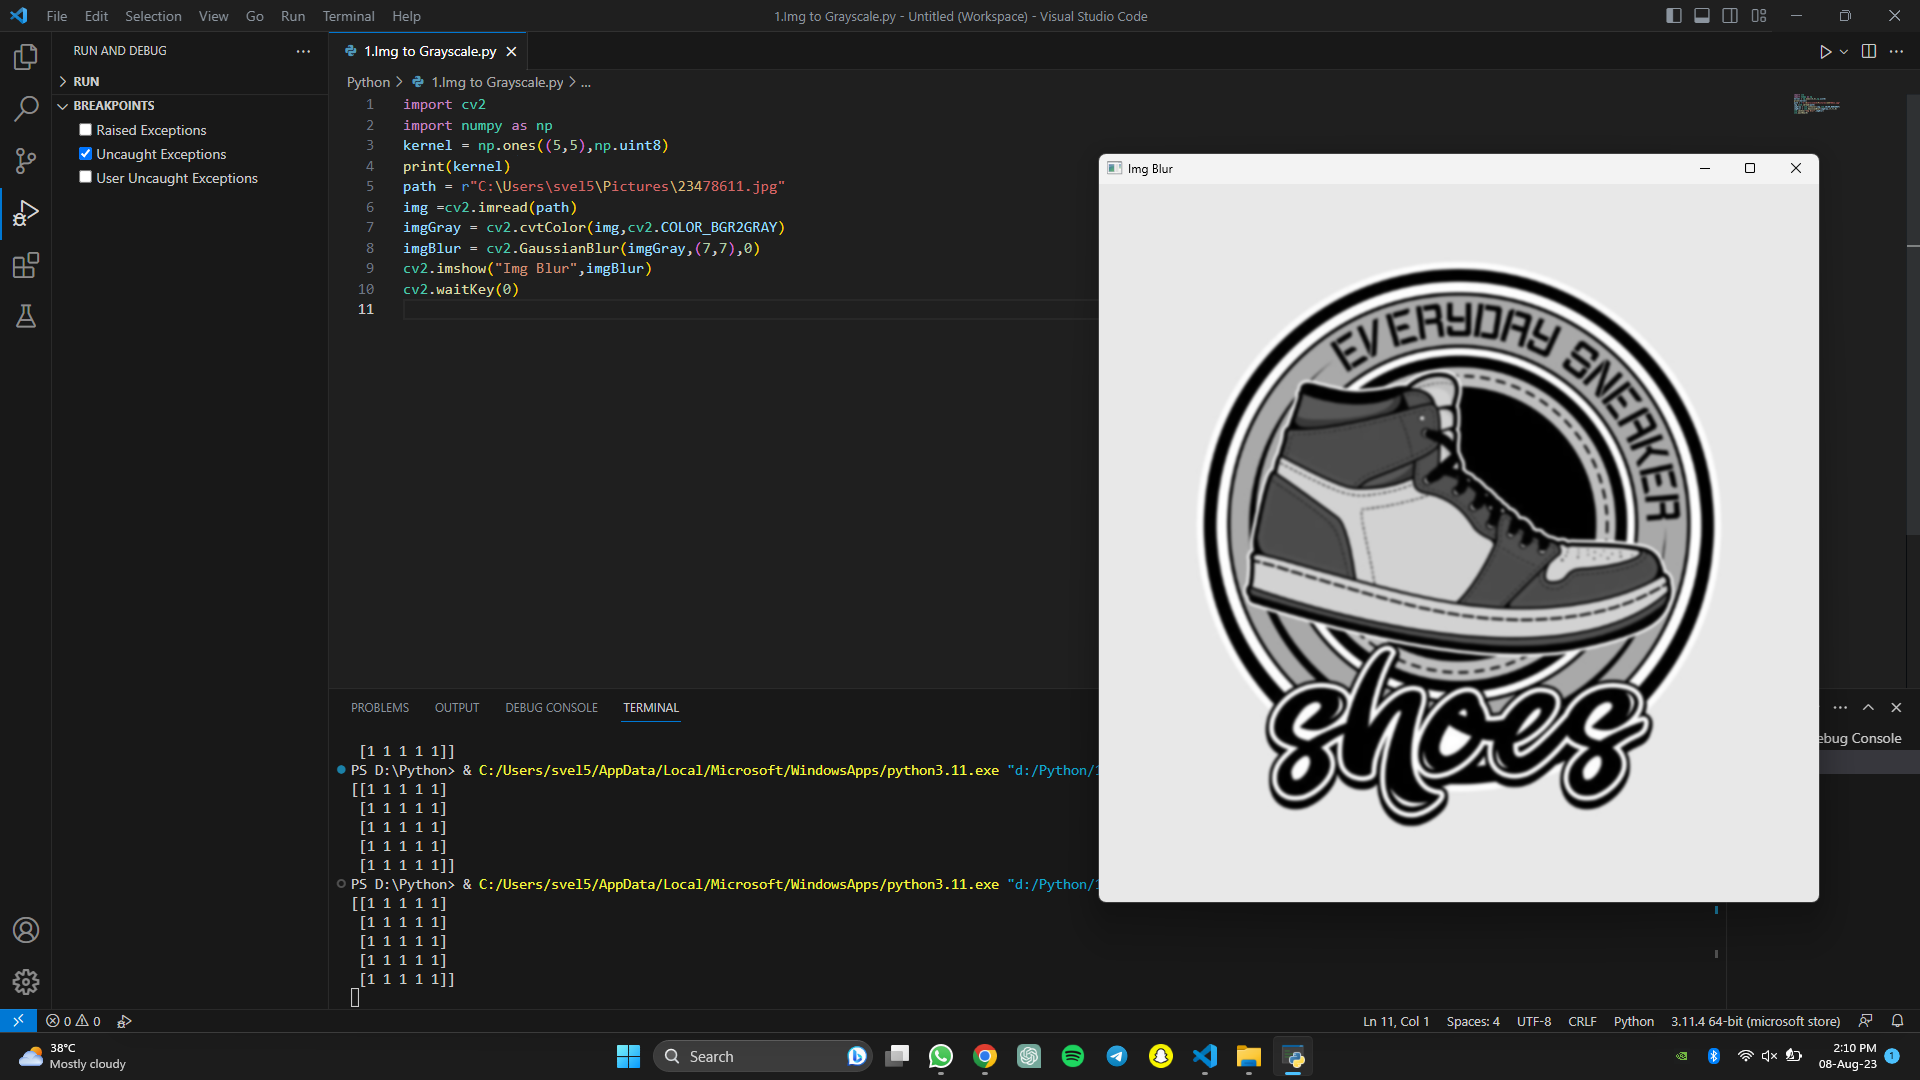 File Edit Selection View Go Run Terminal Help
1.Img to Grayscale.py - Untitled (Workspace) - Visual Studio Code
RUN AND DEBUG
RUN
BREAKPOINTS
Raised Exceptions
Uncaught Exceptions
User Uncaught Exceptions
1.Img to Grayscale.py
Python > 1.Img to Grayscale.py > ...
1 import cv2
2 import numpy as np
3 kernel = np.ones((5,5),np.uint8)
4 print(kernel)
5 path = r"C:\Users\svel5\Pictures\23478611.jpg"
6 img =cv2.imread(path)
7 imgGray = cv2.cvtColor(img,cv2.COLOR_BGR2GRAY)
8 imgBlur = cv2.GaussianBlur(imgGray,(7,7),0)
9 cv2.imshow("Img Blur",imgBlur)
10 cv2.waitKey(0)
11
Img Blur
EVERYDAY SNEAKER
shoes
PROBLEMS OUTPUT DEBUG CONSOLE TERMINAL
ebug Console
[1 1 1 1 1]]
PS D:\Python> & C:/Users/svel5/AppData/Local/Microsoft/WindowsApps/python3.11.exe "d:/Python/1
[[1 1 1 1 1]
[1 1 1 1 1]
[1 1 1 1 1]
[1 1 1 1 1]
[1 1 1 1 1]]
PS D:\Python> & C:/Users/svel5/AppData/Local/Microsoft/WindowsApps/python3.11.exe "d:/Python/1
[[1 1 1 1 1]
[1 1 1 1 1]
[1 1 1 1 1]
[1 1 1 1 1]
[1 1 1 1 1]]
0 0
Ln 11, Col 1 Spaces: 4 UTF-8 CRLF Python 3.11.4 64-bit (microsoft store)
38°C
Mostly cloudy
Search
2:10 PM
08-Aug-23
1